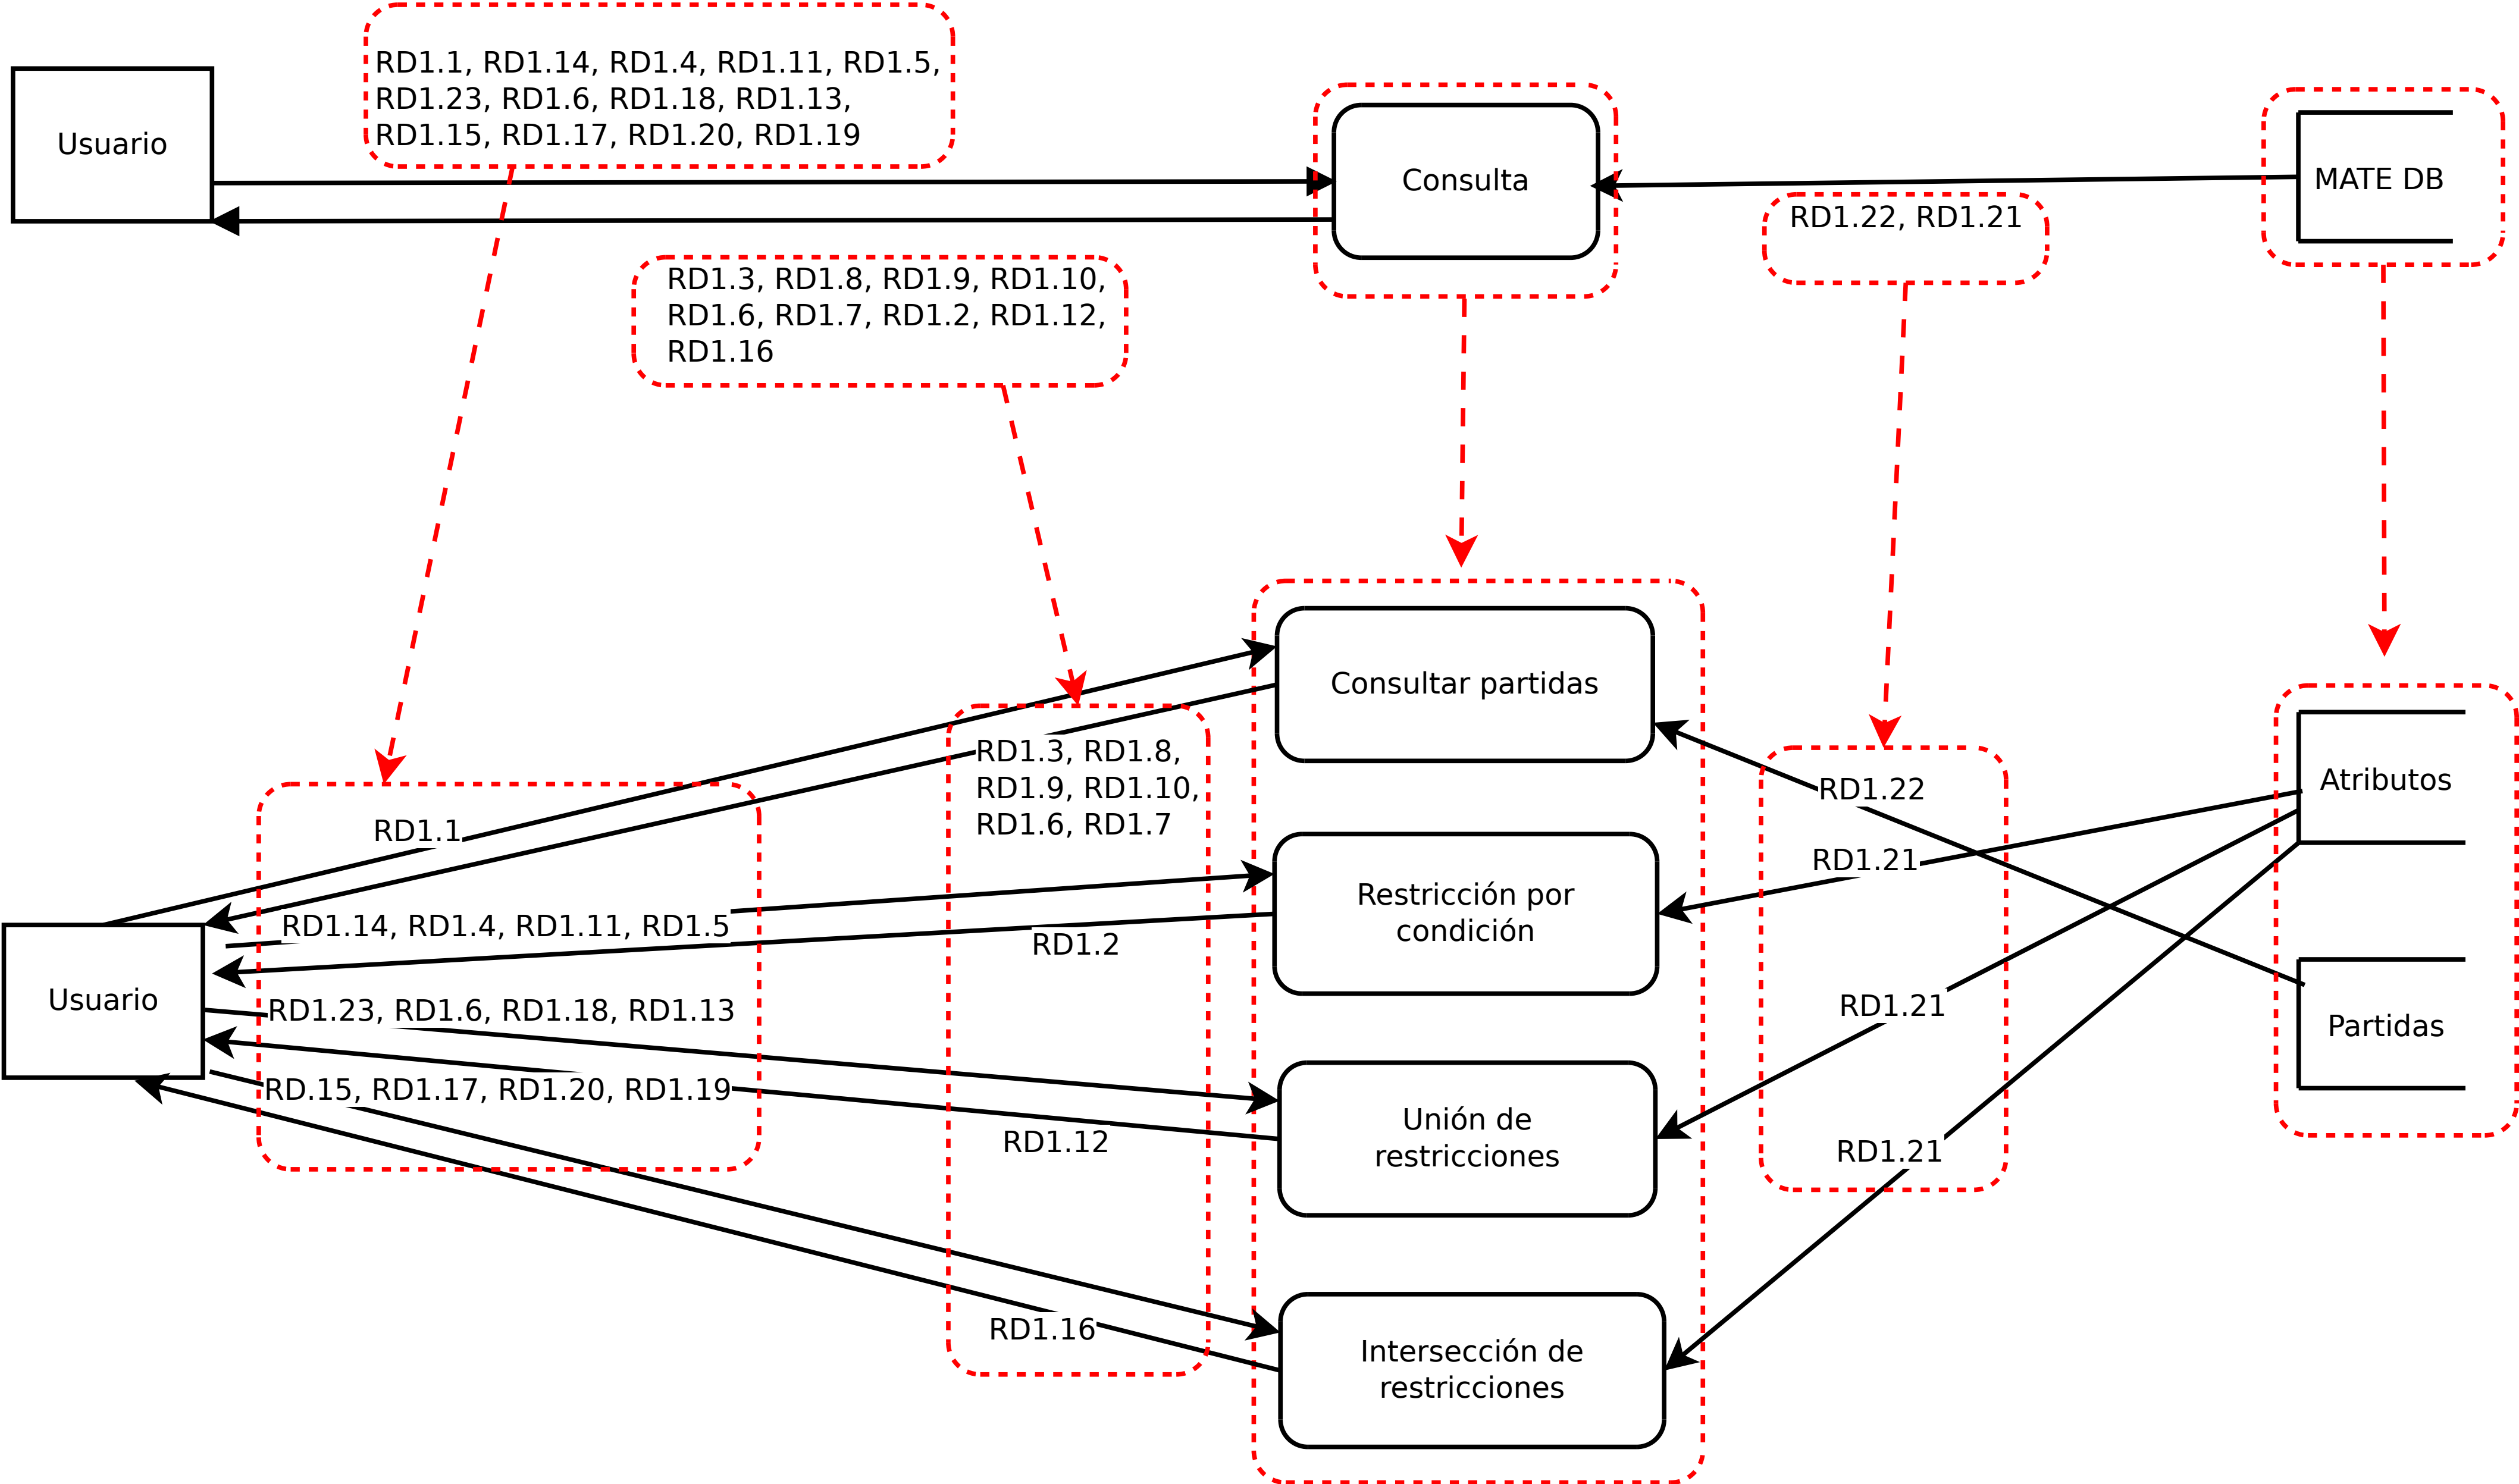 RD1.1, RD1.14, RD1.4, RD1.11, RD1.5,
RD1.23, RD1.6, RD1.18, RD1.13,
RD1.15, RD1.17, RD1.20, RD1.19
Usuario
Consulta
MATE DB
RD1.22, RD1.21
RD1.3, RD1.8, RD1.9, RD1.10,
RD1.6, RD1.7, RD1.2, RD1.12,
RD1.16
Consultar partidas
RD1.3, RD1.8,
RD1.9, RD1.10,
RD1.6, RD1.7
RD1.22
Atributos
RD1.1
RD1.21
Restricción por
condición
RD1.14, RD1.4, RD1.11, RD1.5
RD1.2
Usuario
RD1.23, RD1.6, RD1.18, RD1.13
RD1.21
Partidas
RD.15, RD1.17, RD1.20, RD1.19
RD1.12
Unión de
restricciones
RD1.21
RD1.16
Intersección de
restricciones